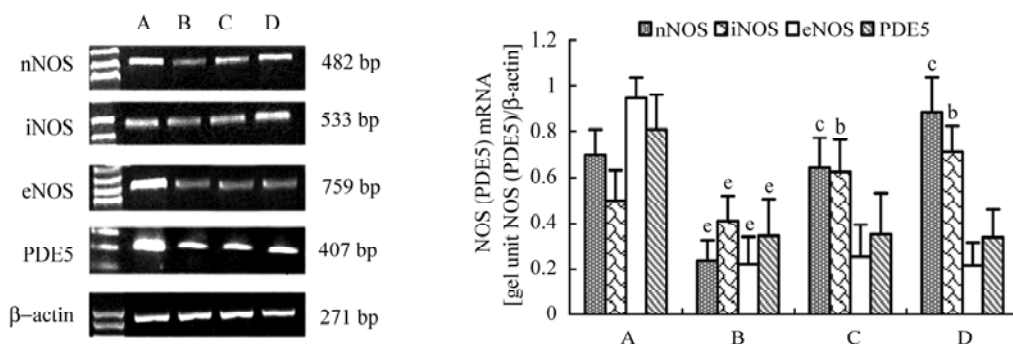 A B C D
nNOS 482 bp
iNOS 533 bp
eNOS 759 bp
PDE5 407 bp
β-actin 271 bp
nNOS iNOS eNOS PDE5
NOS (PDE5) mRNA
[gel unit NOS (PDE5)/β-actin]
1.2
1
0.8
0.6
0.4
0.2
0
e e e e
c b
c b
A B C D